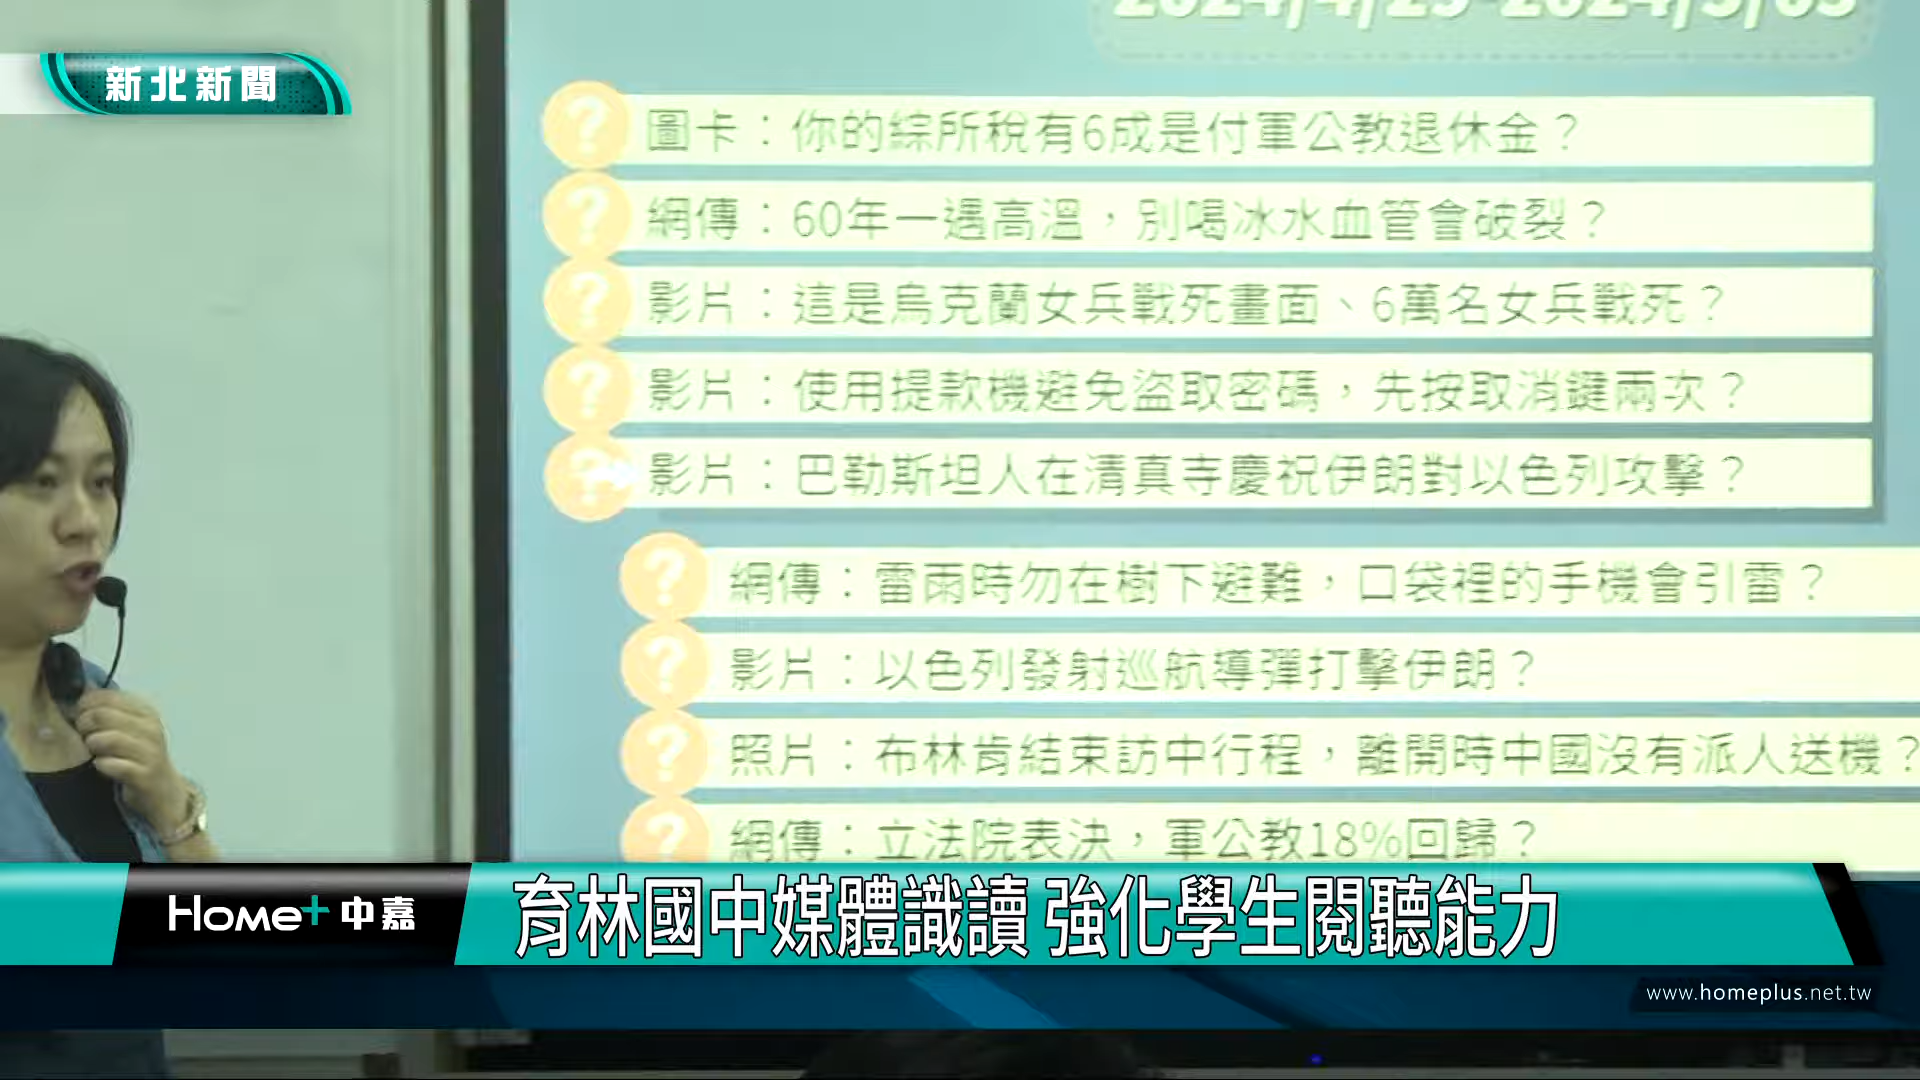 2024/4/29-2024/5/03
新北新聞
圖卡：你的綜所稅有6成是付軍公教退休金？
網傳：60年一遇高溫，別喝冰水血管會破裂？
影片：這是烏克蘭女兵戰死畫面、6萬名女兵戰死？
影片：使用提款機避免盜取密碼，先按取消鍵兩次？
影片：巴勒斯坦人在清真寺慶祝伊朗對以色列攻擊？
網傳：雷雨時勿在樹下避難，口袋裡的手機會引雷？
影片：以色列發射巡航導彈打擊伊朗？
照片：布林肯結束訪中行程，離開時中國沒有派人送機？
網傳：立法院表決，軍公教18%回歸？
Home+中嘉
育林國中媒體識讀 強化學生閱聽能力
www.homeplus.net.tw